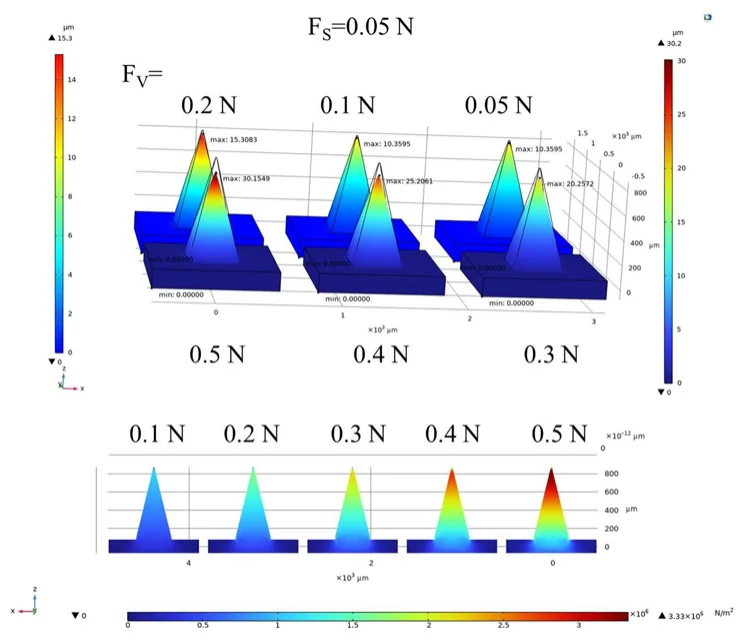 F_S=0.05 N
µm
▲ 15.3
14
12
10
8
6
4
2
0
▼ 0
z
y
x
F_V=
0.2 N
0.1 N
0.05 N
max: 15.3083
max: 10.3595
max: 10.3595
max: 30.1549
max: 25.2061
max: 20.2572
min: 0.00000
min: 0.00000
min: 0.00000
min: 0.00000
min: 0.00000
0
1
2
3
×10³ µm
1.5
1
0.5
0
-0.5
×10³ µm
800
600
400
200
0
µm
µm
▲ 30.2
30
25
20
15
10
5
0
▼ 0
0.5 N
0.4 N
0.3 N
0.1 N
0.2 N
0.3 N
0.4 N
0.5 N
×10⁻¹² µm
0
800
600
400
200
0
µm
4
2
0
×10³ µm
z
x
y
▼ 0
0
0.5
1
1.5
2
2.5
3
×10⁶
▲ 3.33×10⁶
N/m²